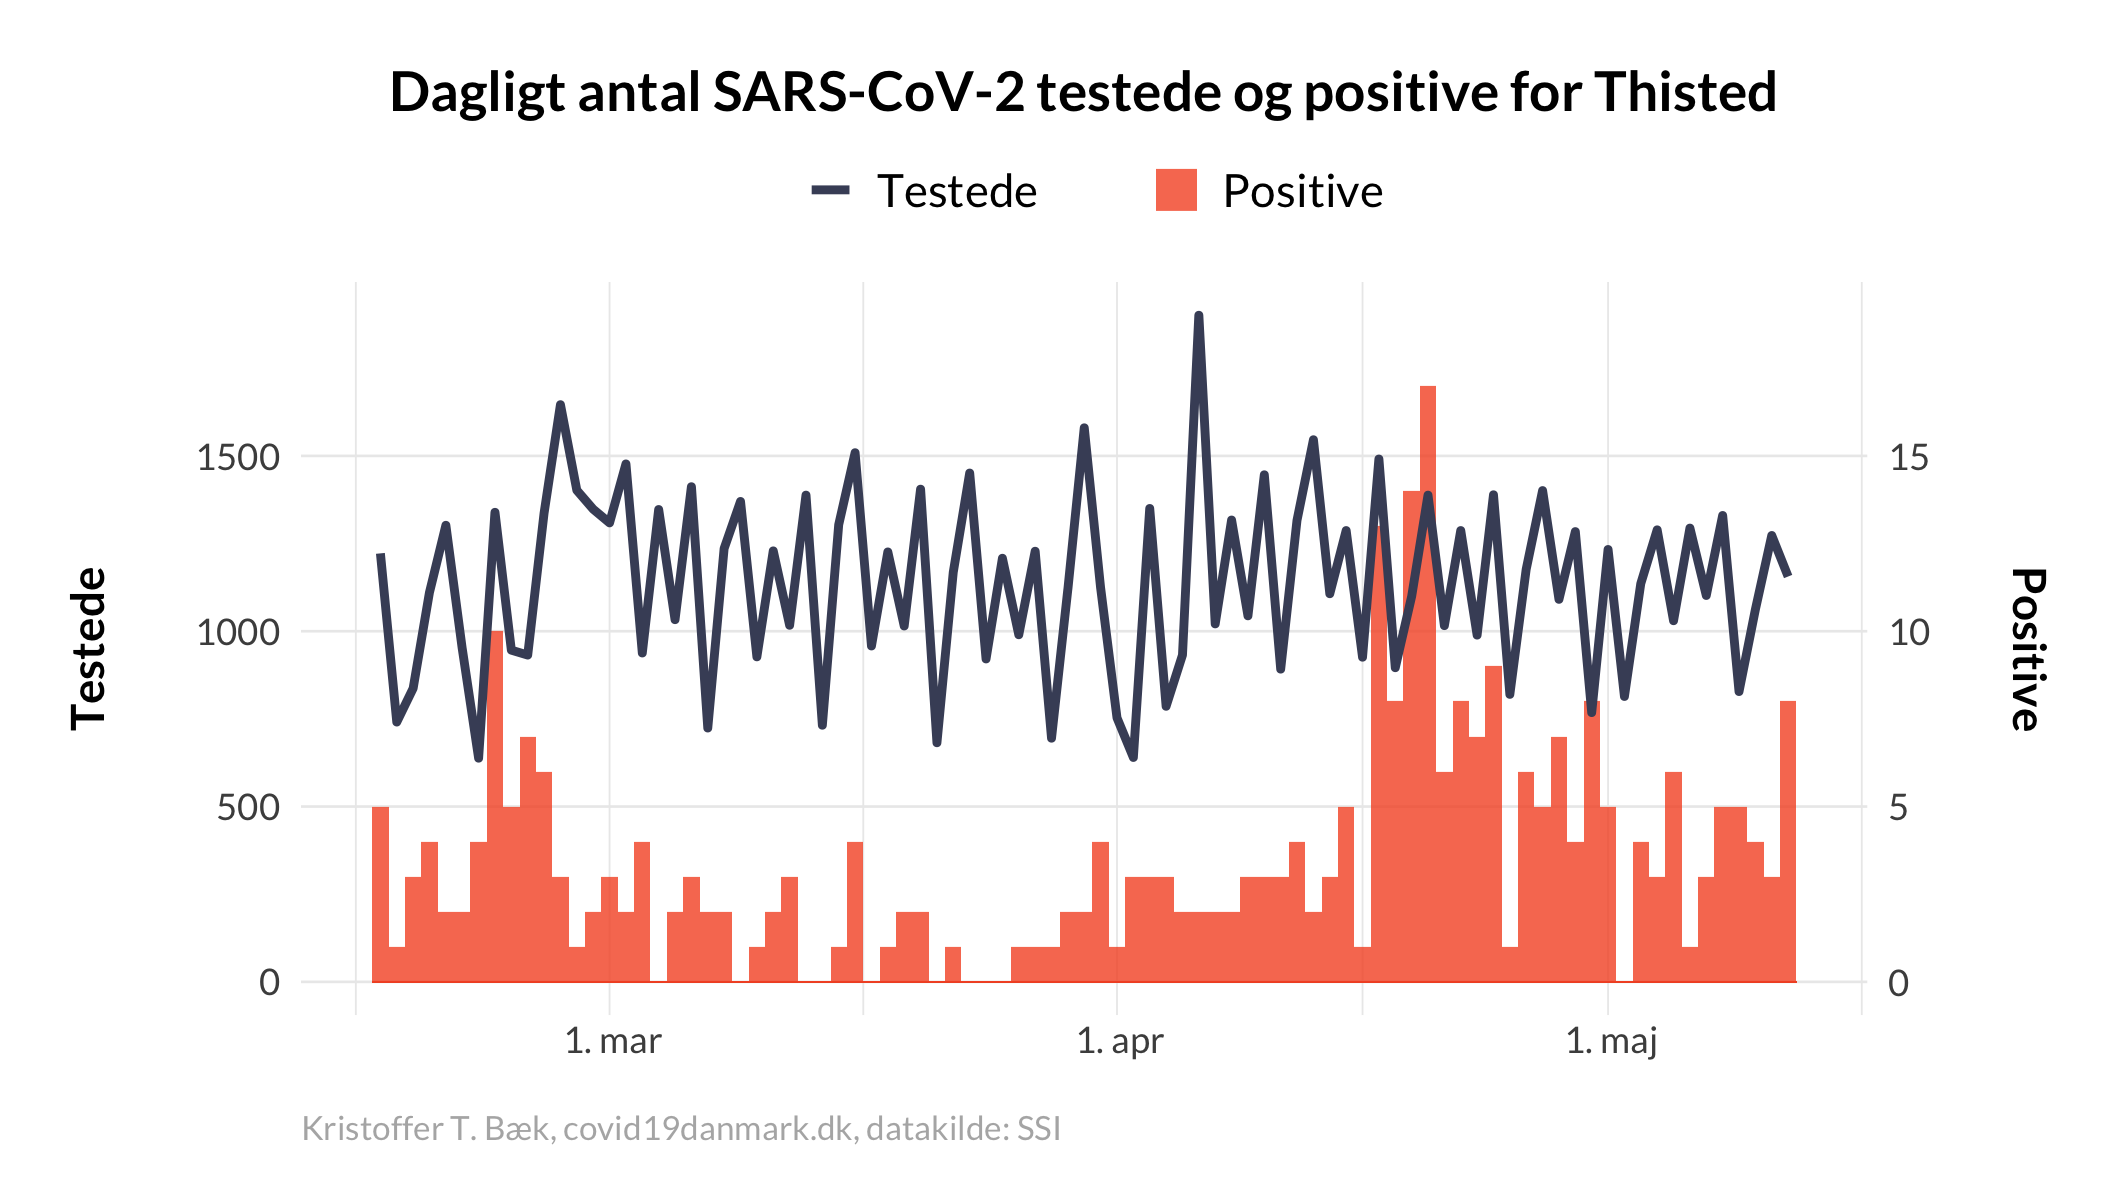 Dagligt antal SARS-CoV-2 testede og positive for Thisted
Testede
Positive
Testede
1500
1000
500
0
15
10
5
0
Positive
1. mar
1. apr
1. maj
Kristoffer T. Bæk, covid19danmark.dk, datakilde: SSI